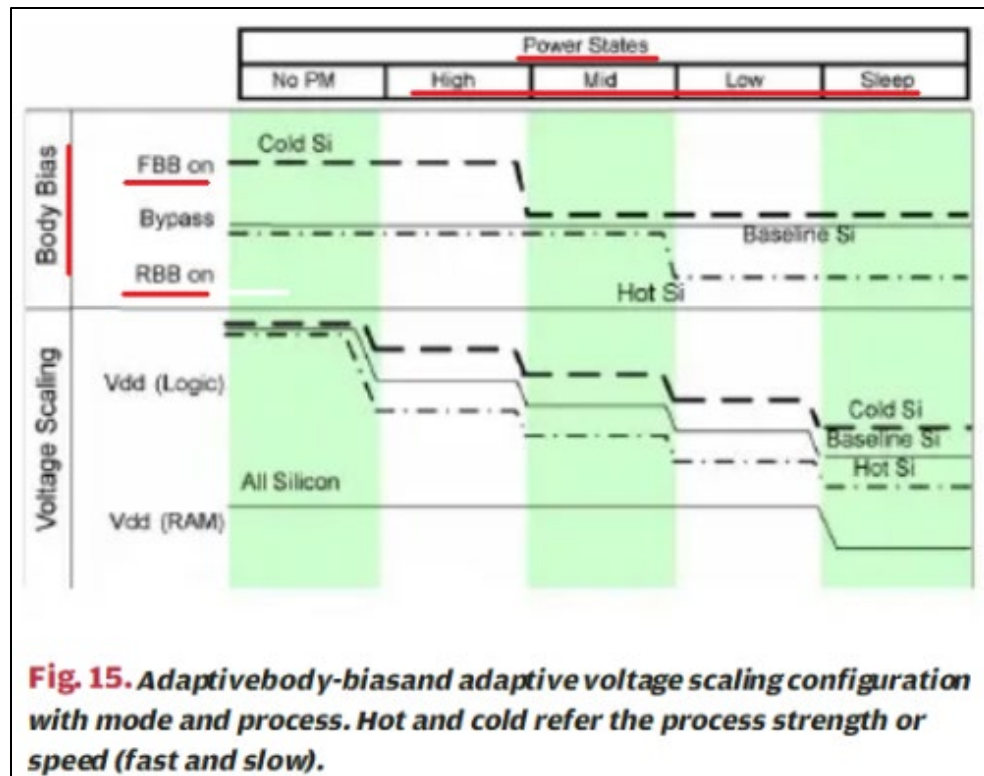 Power States
No PM High Mid Low Sleep
Body Bias
FBB on
Bypass
RBB on
Cold Si
Baseline Si
Hot Si
Voltage Scaling
Vdd (Logic)
Vdd (RAM)
Cold Si
Baseline Si
Hot Si
All Silicon
Fig. 15. Adaptivebody-biasand adaptive voltage scaling configuration
with mode and process. Hot and cold refer the process strength or
speed (fast and slow).